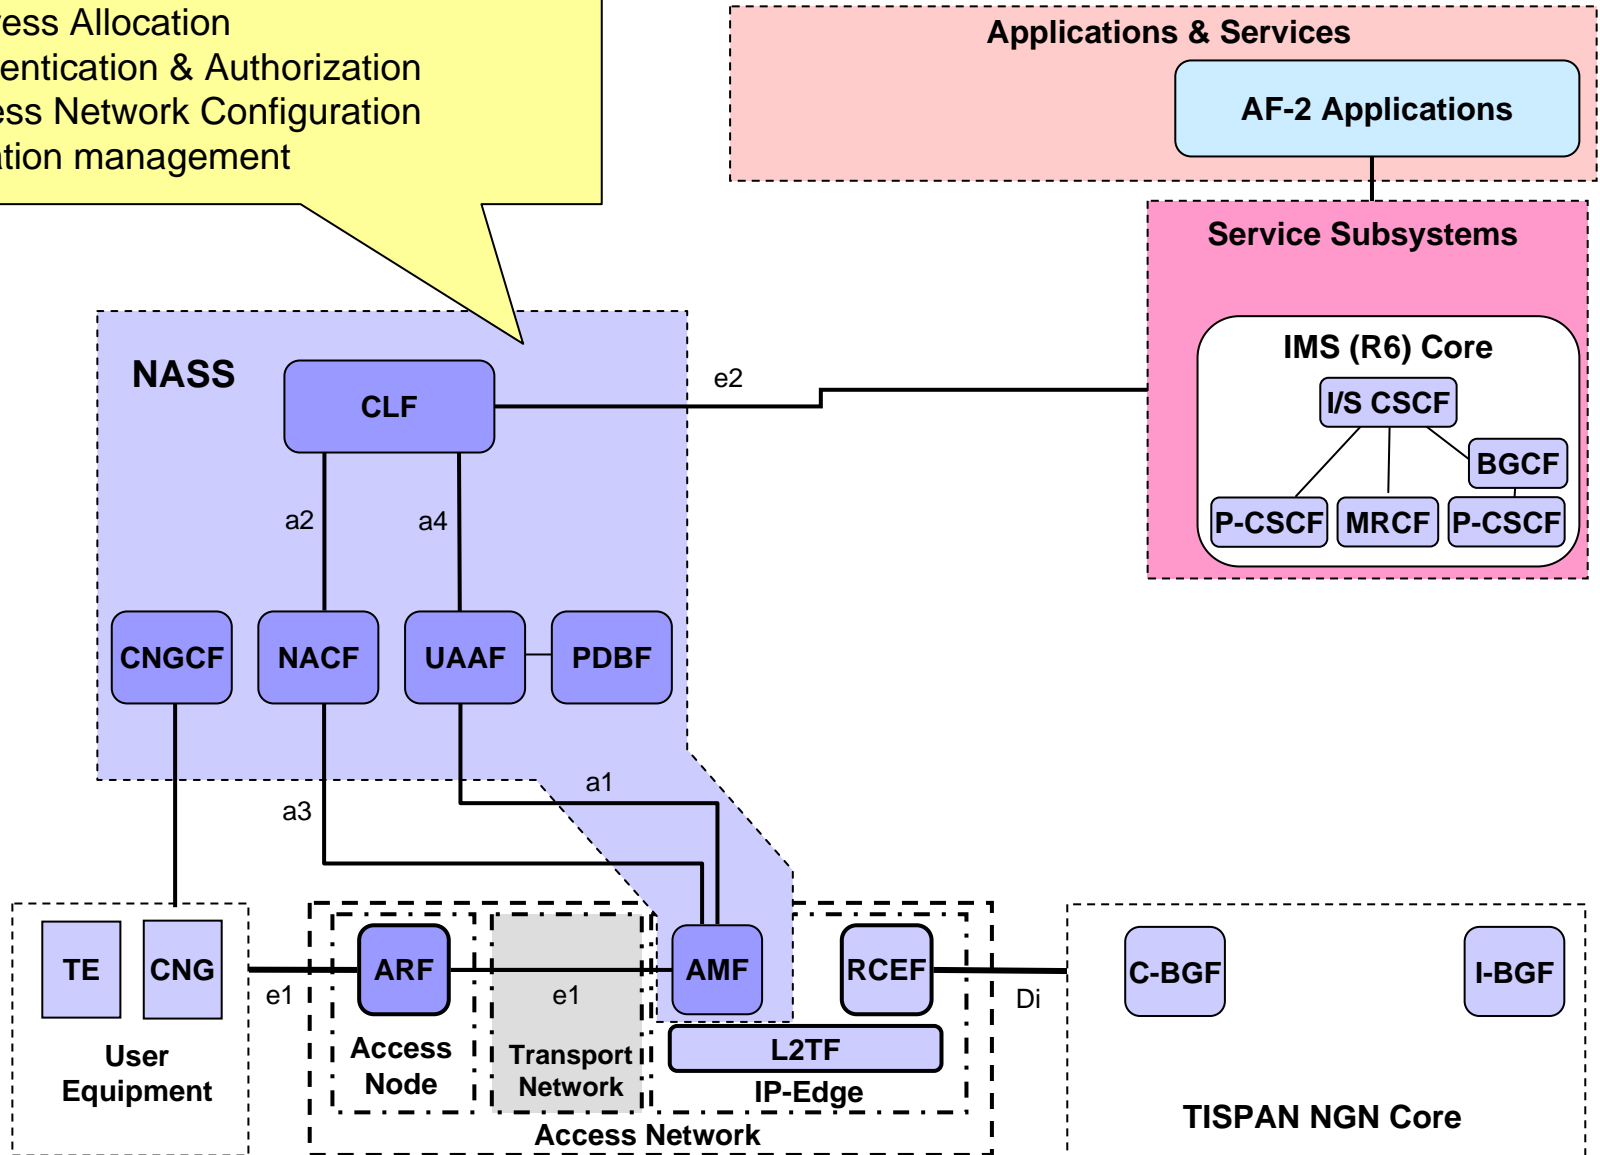 ress Allocation
entication & Authorization
ess Network Configuration
ation management
Applications & Services
AF-2 Applications
Service Subsystems
IMS (R6) Core
I/S CSCF
BGCF
P-CSCF
MRCF
P-CSCF
NASS
CLF
e2
a2
a4
CNGCF
NACF
UAAF
PDBF
a1
a3
TE
CNG
User
Equipment
e1
ARF
Access
Node
e1
Transport
Network
AMF
RCEF
L2TF
IP-Edge
Access Network
Di
C-BGF
I-BGF
TISPAN NGN Core